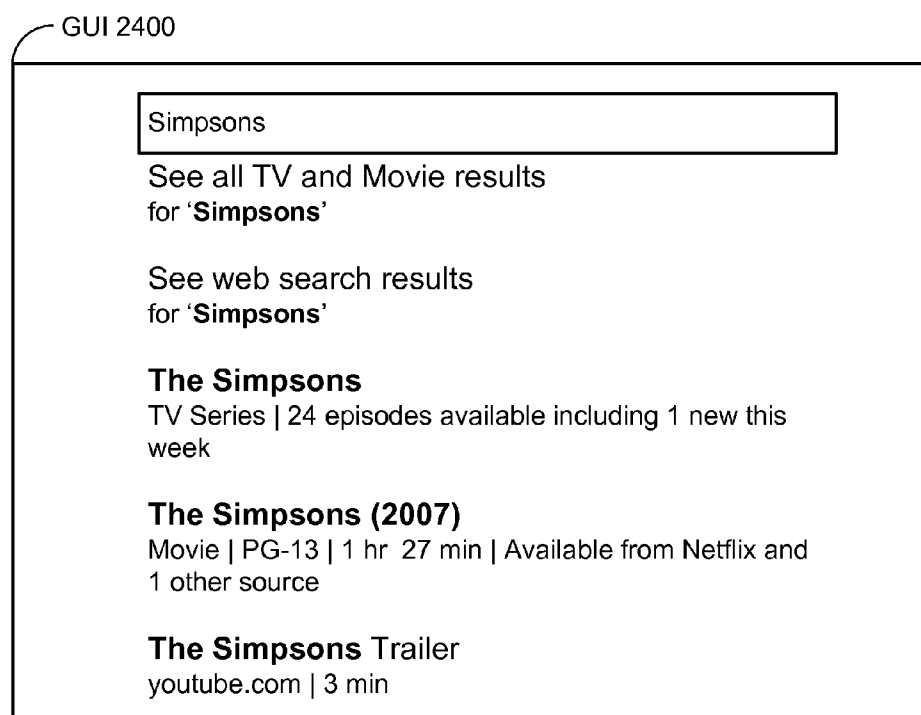 GUI 2400
Simpsons
See all TV and Movie results
for ‘Simpsons’
See web search results
for ‘Simpsons’
The Simpsons
TV Series | 24 episodes available including 1 new this
week
The Simpsons (2007)
Movie | PG-13 | 1 hr  27 min | Available from Netflix and
1 other source
The Simpsons Trailer
youtube.com | 3 min